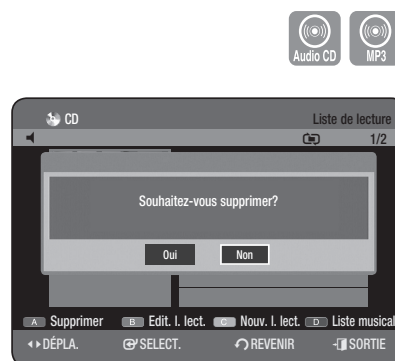 Audio CD MP3
CD Liste de lecture
1/2
Souhaitez-vous supprimer?
Oui Non
A Supprimer B Edit. l. lect. C Nouv. l. lect. D Liste musical
DÉPLA. SELECT. REVENIR SORTIE